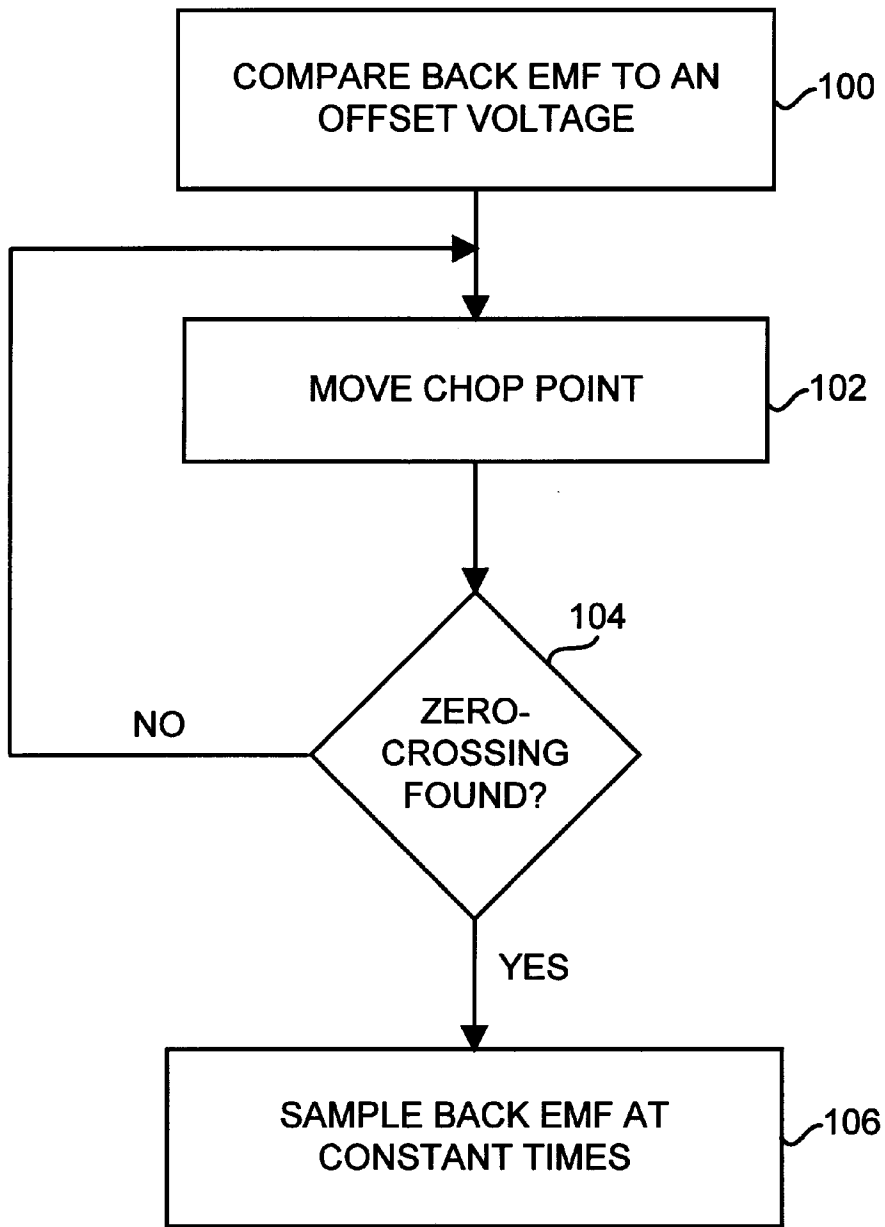 COMPARE BACK EMF TO AN
OFFSET VOLTAGE
100
MOVE CHOP POINT
102
104
ZERO-
CROSSING
FOUND?
NO
YES
SAMPLE BACK EMF AT
CONSTANT TIMES
106